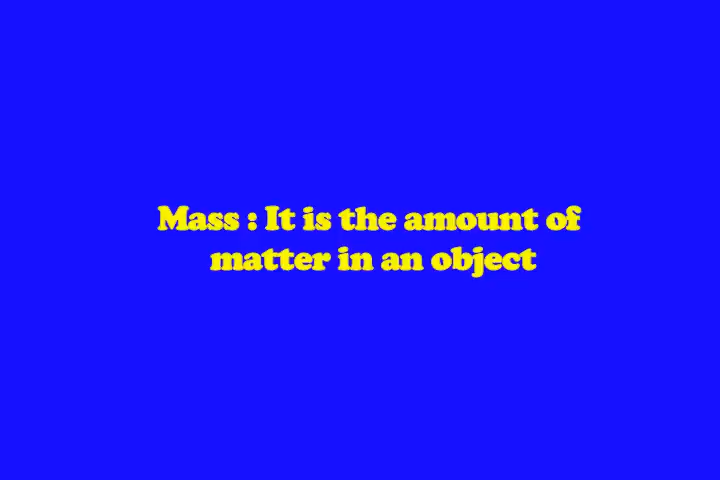 Mass : It is the amount of
matter in an object